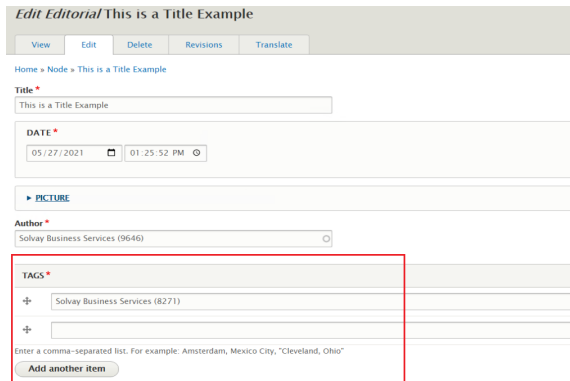 Edit Editorial This is a Title Example
View Edit Delete Revisions Translate
Home » Node » This is a Title Example
Title *
This is a Title Example
DATE *
05/27/2021 01:25:52 PM
► PICTURE
Author *
Solvay Business Services (9646)
TAGS *
Solvay Business Services (8271)
Enter a comma-separated list. For example: Amsterdam, Mexico City, "Cleveland, Ohio"
Add another item